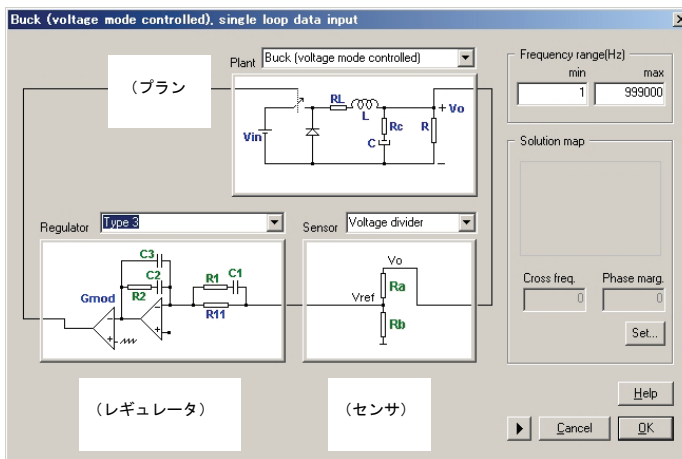 Buck (voltage mode controlled), single loop data input
Plant Buck (voltage mode controlled)
（プラン
RL
L
Vin
Rc
C
R
+ Vo
−
Frequency range(Hz)
min max
1 999000
Solution map
Cross freq. Phase marg.
0 0
Set...
Regulator Type 3
C3
C2
R2
R1 C1
R11
Gmod
Sensor Voltage divider
Vo
Vref
Ra
Rb
（レギュレータ）
（センサ）
Help
Cancel OK